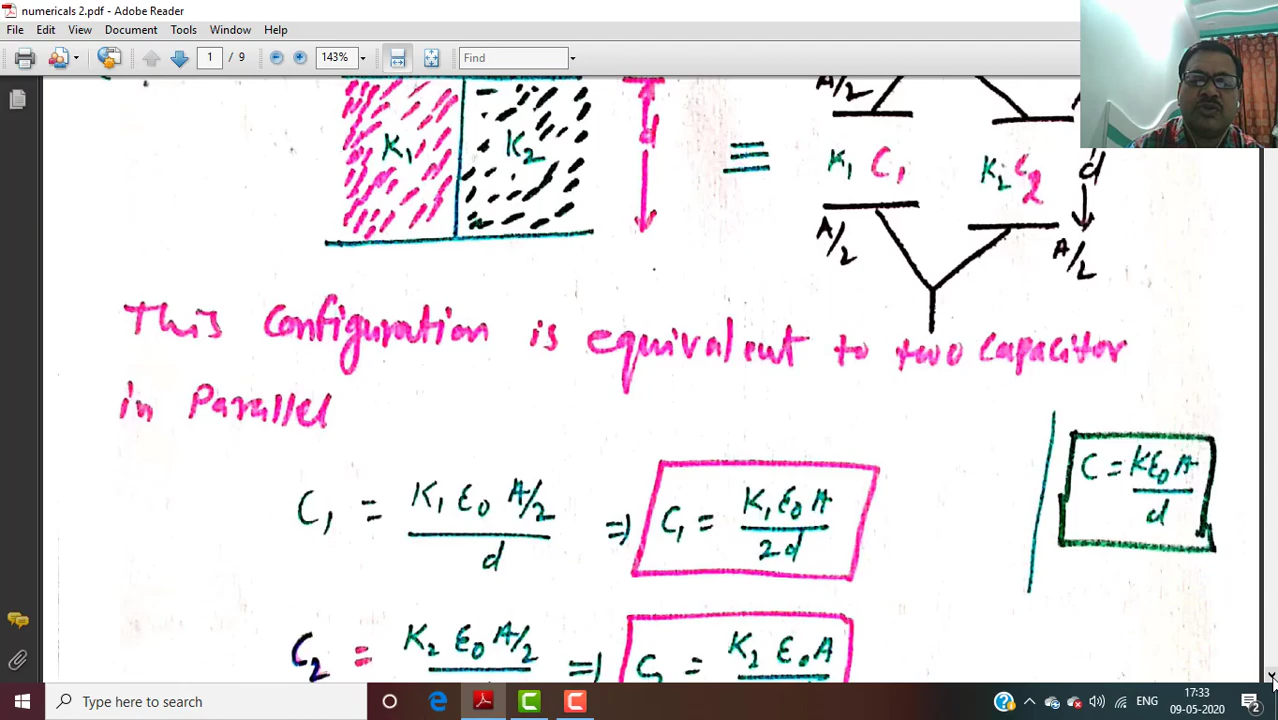 numericals 2.pdf - Adobe Reader
File Edit View Document Tools Window Help
1 / 9 143% Find
A/2
K₁ K₂ d ≡ K₁ C₁ K₂ C₂ d
A/2 A/2
This Configuration is equivalent to two Capacitor
in Parallel
C = Kε₀A/d
C₁ = K₁ ε₀ A/2 / d ⇒ C₁ = K₁ ε₀ A / 2d
C₂ = K₂ ε₀ A/2 ⇒ C₂ = K₂ ε₀ A
Type here to search
ENG 17:33
09-05-2020
2